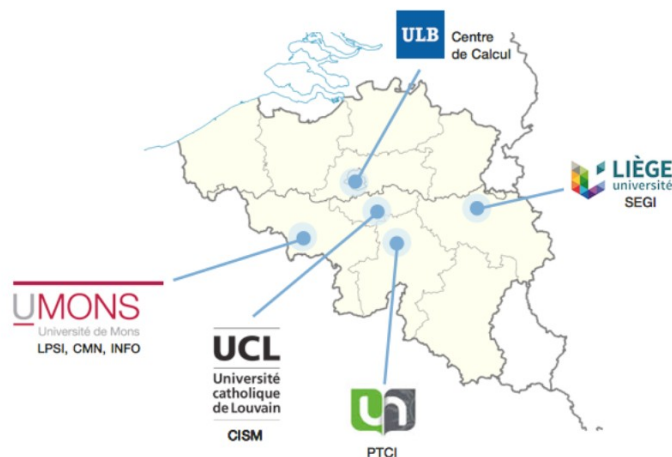 ULB
Centre
de Calcul
LIÈGE
université
SEGI
UMONS
Université de Mons
LPSI, CMN, INFO
UCL
Université
catholique
de Louvain
CISM
un
PTCI